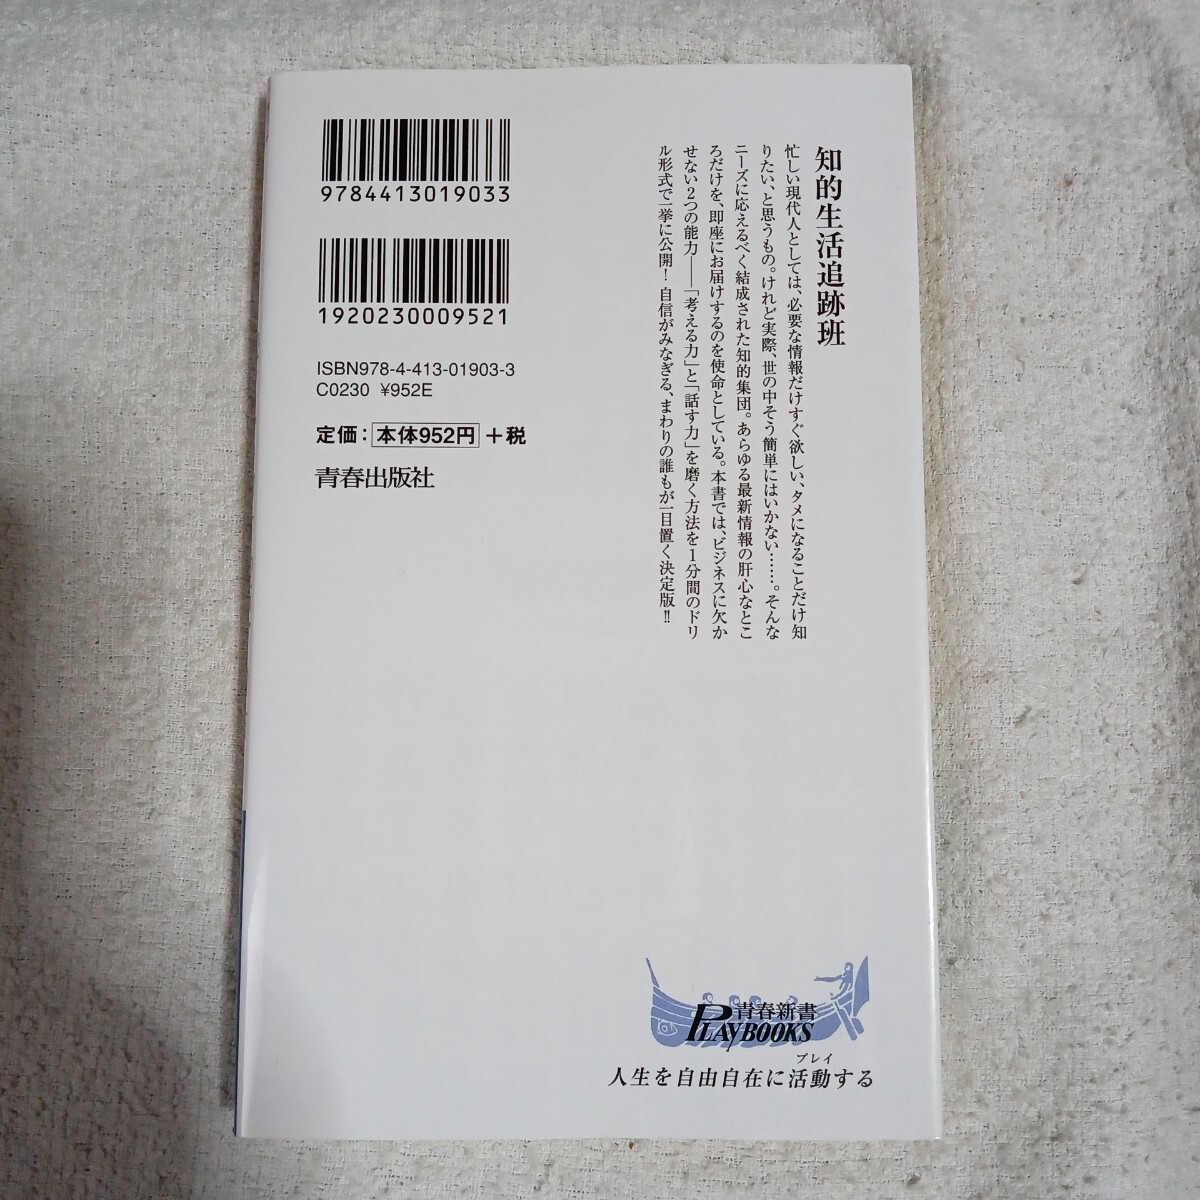 知的生活追跡班
忙しい現代人としては、必要な情報だけすぐ欲しい、タメになることだけ知
りたい、と思うもの。けれど実際、世の中そう簡単にはいかない……。そんな
ニーズに応えるべく結成された知的集団。あらゆる最新情報の肝心なとこ
ろだけを、即座にお届けするのを使命としている。本書では、ビジネスに欠か
せない2つの能力――「考える力」と「話す力」を磨く方法を1分間のドリ
ル形式で一挙に公開！自信がみなぎる、まわりの誰もが一目置く決定版!!
9784413019033
1920230009521
ISBN978-4-413-01903-3
C0230 ¥952E
定価：本体952円＋税
青春出版社
青春新書
PLAYBOOKS
プレイ
人生を自由自在に活動する